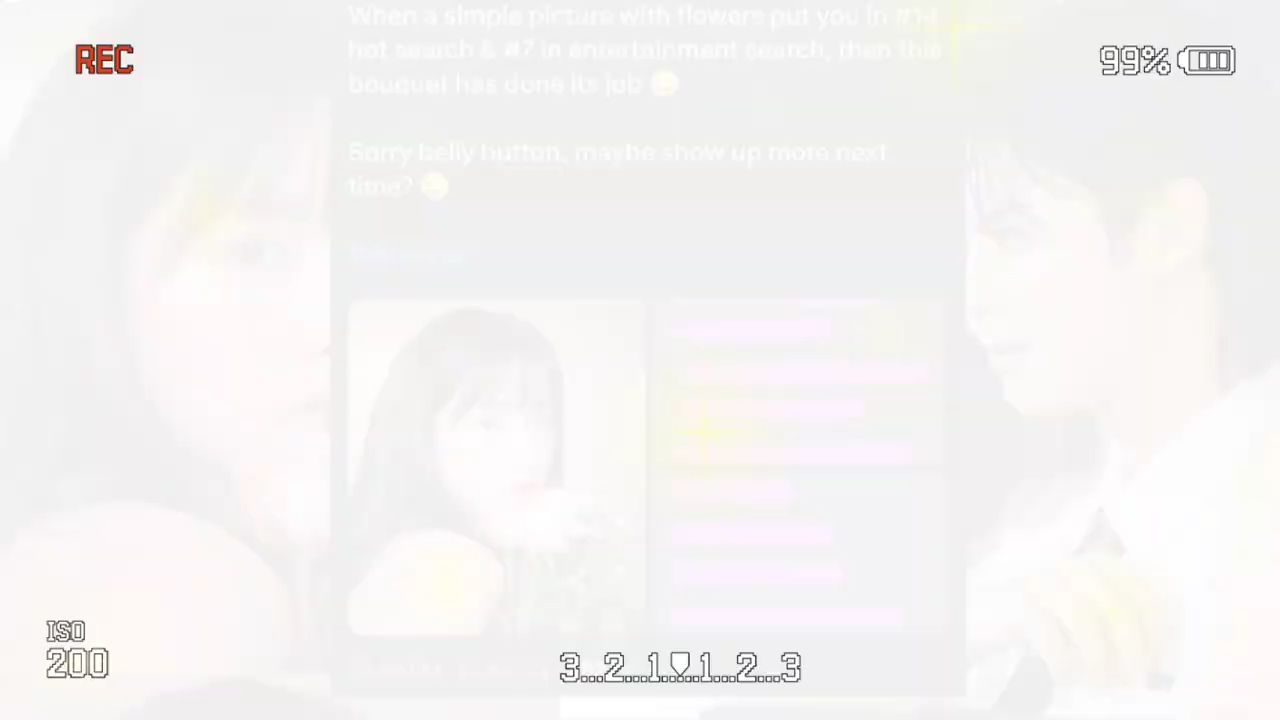 When a simple picture with flowers put you in #14
hot search & #7 in entertainment search, then this
bouquet has done its job
REC
99%
Sorry belly button, maybe show up more next
time?
ISO
200
3...2...1...1...2...3